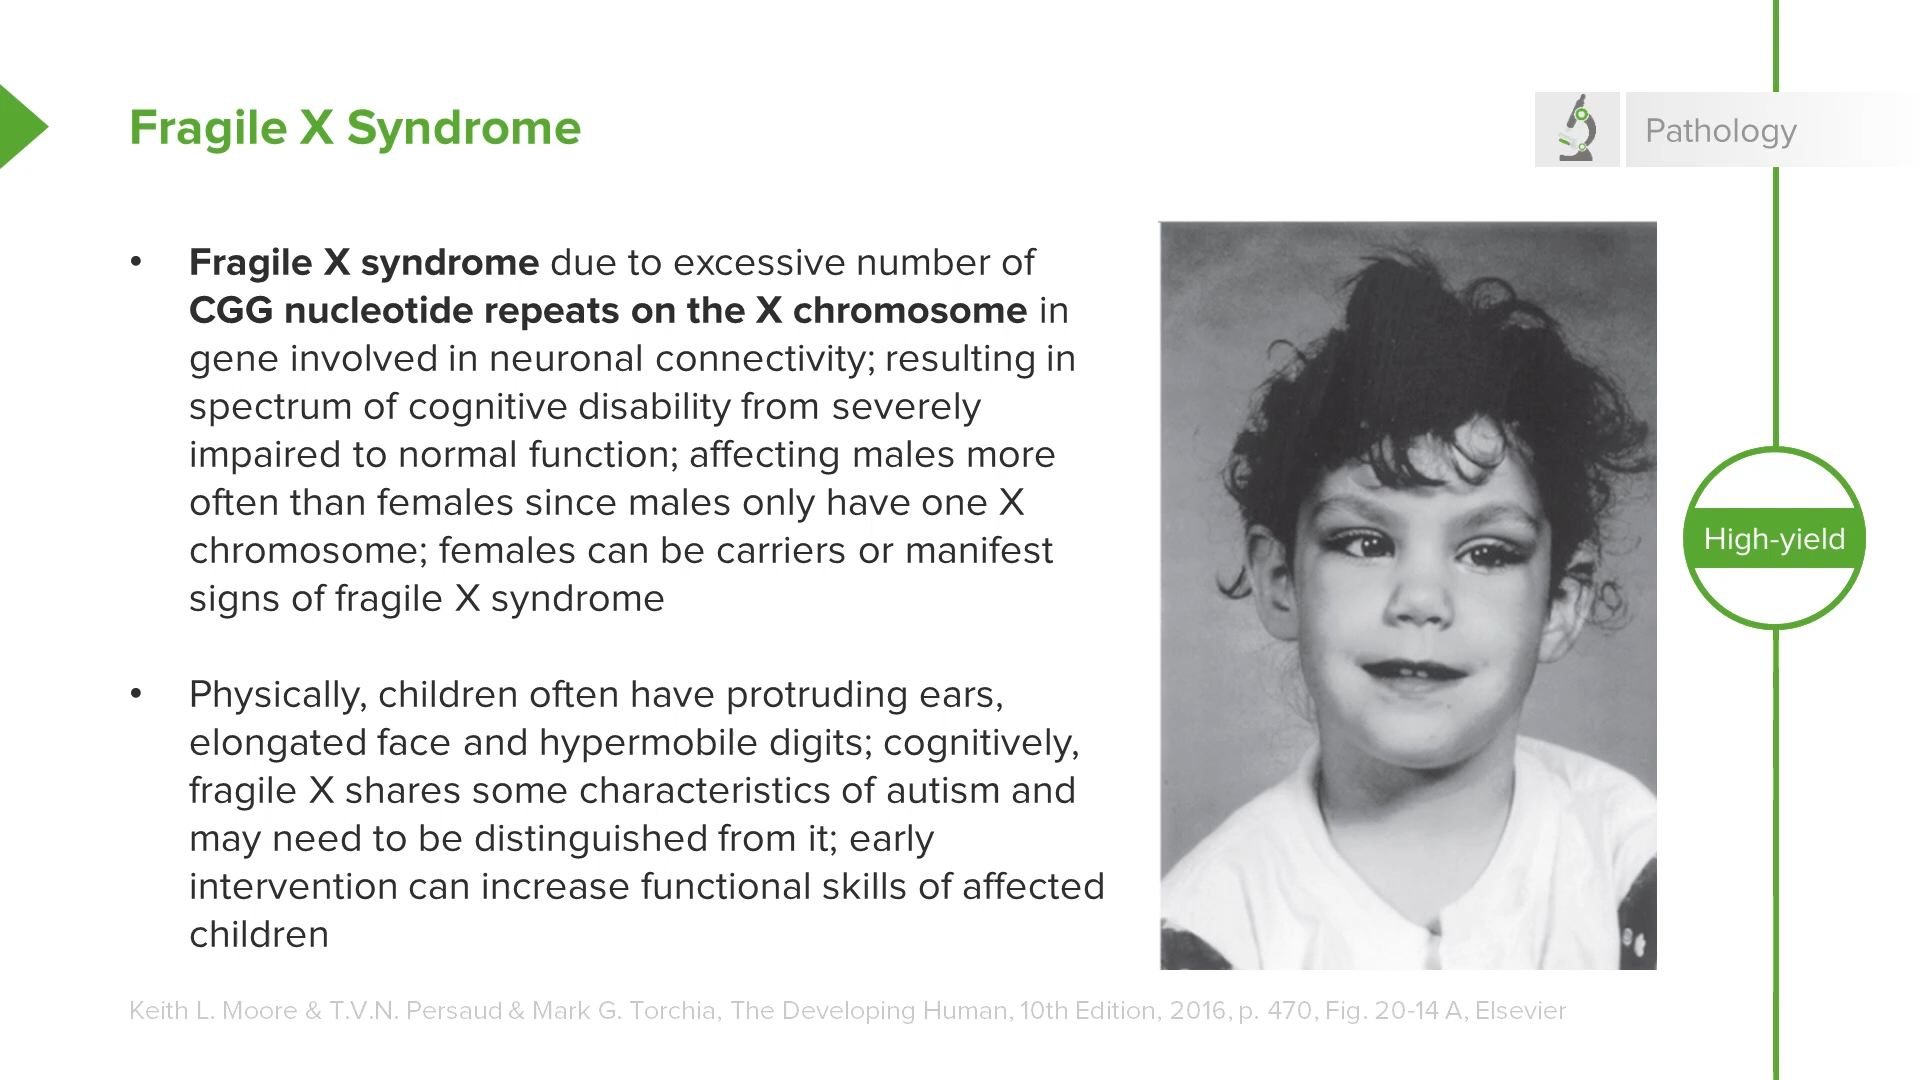 Fragile X Syndrome
Pathology
• Fragile X syndrome due to excessive number of
CGG nucleotide repeats on the X chromosome in
gene involved in neuronal connectivity; resulting in
spectrum of cognitive disability from severely
impaired to normal function; affecting males more
often than females since males only have one X
chromosome; females can be carriers or manifest
signs of fragile X syndrome
High-yield
• Physically, children often have protruding ears,
elongated face and hypermobile digits; cognitively,
fragile X shares some characteristics of autism and
may need to be distinguished from it; early
intervention can increase functional skills of affected
children
Keith L. Moore & T.V.N. Persaud & Mark G. Torchia, The Developing Human, 10th Edition, 2016, p. 470, Fig. 20-14 A, Elsevier